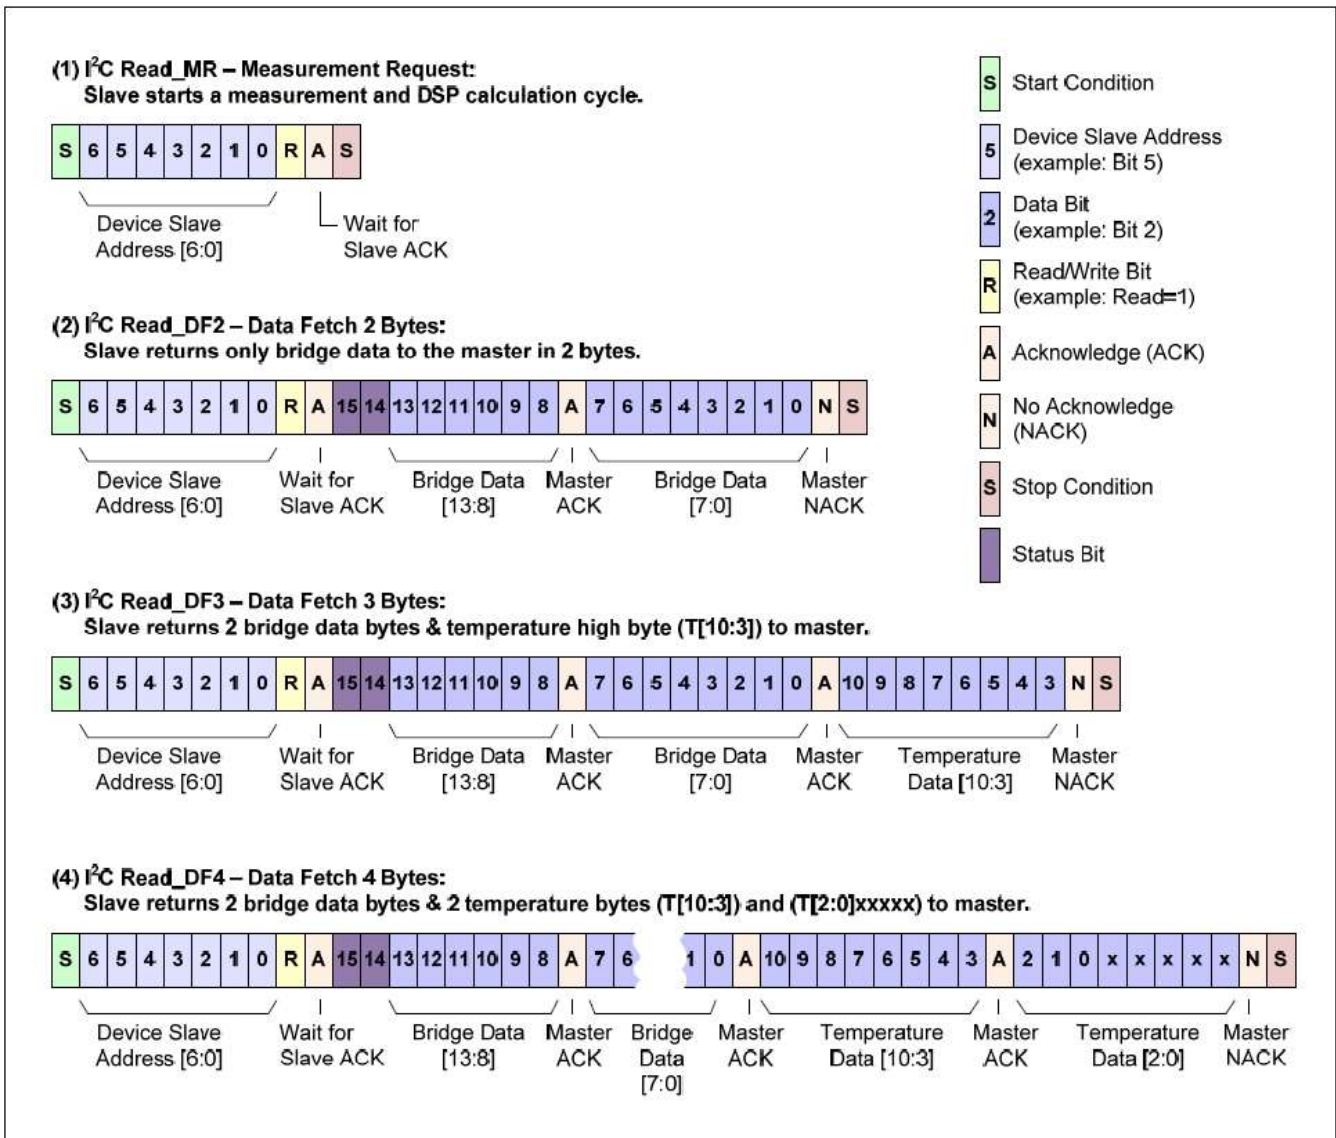 (1) I²C Read_MR – Measurement Request:
Slave starts a measurement and DSP calculation cycle.
S 6 5 4 3 2 1 0 R A S
Device Slave
Address [6:0]
Wait for
Slave ACK
(2) I²C Read_DF2 – Data Fetch 2 Bytes:
Slave returns only bridge data to the master in 2 bytes.
S 6 5 4 3 2 1 0 R A 15 14 13 12 11 10 9 8 A 7 6 5 4 3 2 1 0 N S
Device Slave Wait for Bridge Data Master Bridge Data Master
Address [6:0] Slave ACK [13:8] ACK [7:0] NACK
(3) I²C Read_DF3 – Data Fetch 3 Bytes:
Slave returns 2 bridge data bytes & temperature high byte (T[10:3]) to master.
S 6 5 4 3 2 1 0 R A 15 14 13 12 11 10 9 8 A 7 6 5 4 3 2 1 0 A 10 9 8 7 6 5 4 3 N S
Device Slave Wait for Bridge Data Master Bridge Data Master Temperature Master
Address [6:0] Slave ACK [13:8] ACK [7:0] ACK Data [10:3] NACK
(4) I²C Read_DF4 – Data Fetch 4 Bytes:
Slave returns 2 bridge data bytes & 2 temperature bytes (T[10:3]) and (T[2:0]xxxxx) to master.
S 6 5 4 3 2 1 0 R A 15 14 13 12 11 10 9 8 A 7 6 1 0 A 10 9 8 7 6 5 4 3 A 2 1 0 x x x x x N S
Device Slave Wait for Bridge Data Master Bridge Master Temperature Master Temperature Master
Address [6:0] Slave ACK [13:8] ACK Data ACK Data [10:3] ACK Data [2:0] NACK
[7:0]
S Start Condition
5 Device Slave Address
(example: Bit 5)
2 Data Bit
(example: Bit 2)
R Read/Write Bit
(example: Read=1)
A Acknowledge (ACK)
N No Acknowledge
(NACK)
S Stop Condition
Status Bit